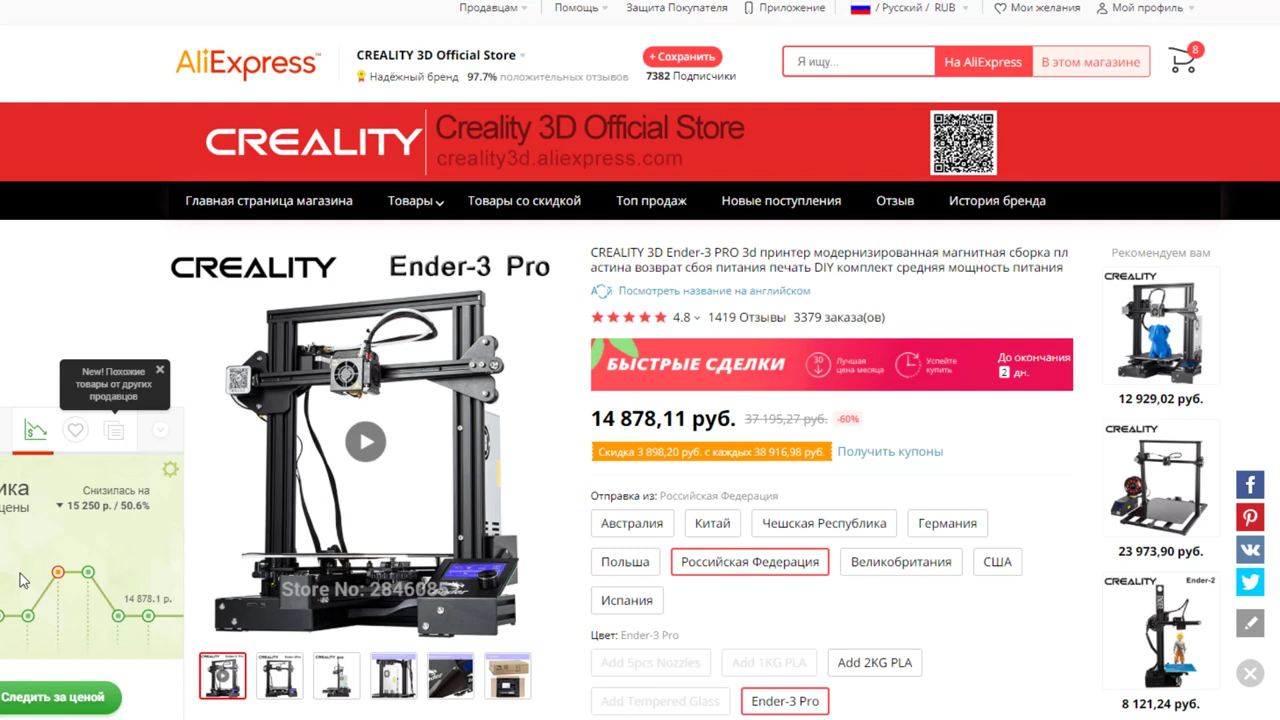 Продавцам
Помощь
Защита Покупателя
Приложение
/ Русский / RUB
Мои желания
Мой профиль
AliExpress™
CREALITY 3D Official Store
Надёжный бренд 97.7% положительных отзывов
+ Сохранить
7382 Подписчики
Я ищу...
На AliExpress
В этом магазине
8
CREALITY
Creality 3D Official Store
creality3d.aliexpress.com
Главная страница магазина
Товары
Товары со скидкой
Топ продаж
Новые поступления
Отзыв
История бренда
CREALITY Ender-3 Pro
CREALITY 3D Ender-3 PRO 3d принтер модернизированная магнитная сборка пл
астина возврат сбоя питания печать DIY комплект средняя мощность питания
Посмотреть название на английском
4.8
1419 Отзывы
3379 заказа(ов)
БЫСТРЫЕ СДЕЛКИ
30
Лучшая
цена месяца
Успейте
купить
До окончания
2 дн.
14 878,11 руб.
37 195,27 руб.
-60%
Скидка 3 898,20 руб. с каждых 38 916,98 руб.
Получить купоны
Отправка из: Российская Федерация
Австралия
Китай
Чешская Республика
Германия
Польша
Российская Федерация
Великобритания
США
Испания
Цвет: Ender-3 Pro
Add 5pcs Nozzles
Add 1KG PLA
Add 2KG PLA
Add Tempered Glass
Ender-3 Pro
New! Похожие
товары от других
продавцов
ика
цены
Снизилась на
15 250 р. / 50.6%
14 878.1 р.
Следить за ценой
Рекомендуем вам
CREALITY
12 929,02 руб.
CREALITY
23 973,90 руб.
CREALITY Ender-2
8 121,24 руб.